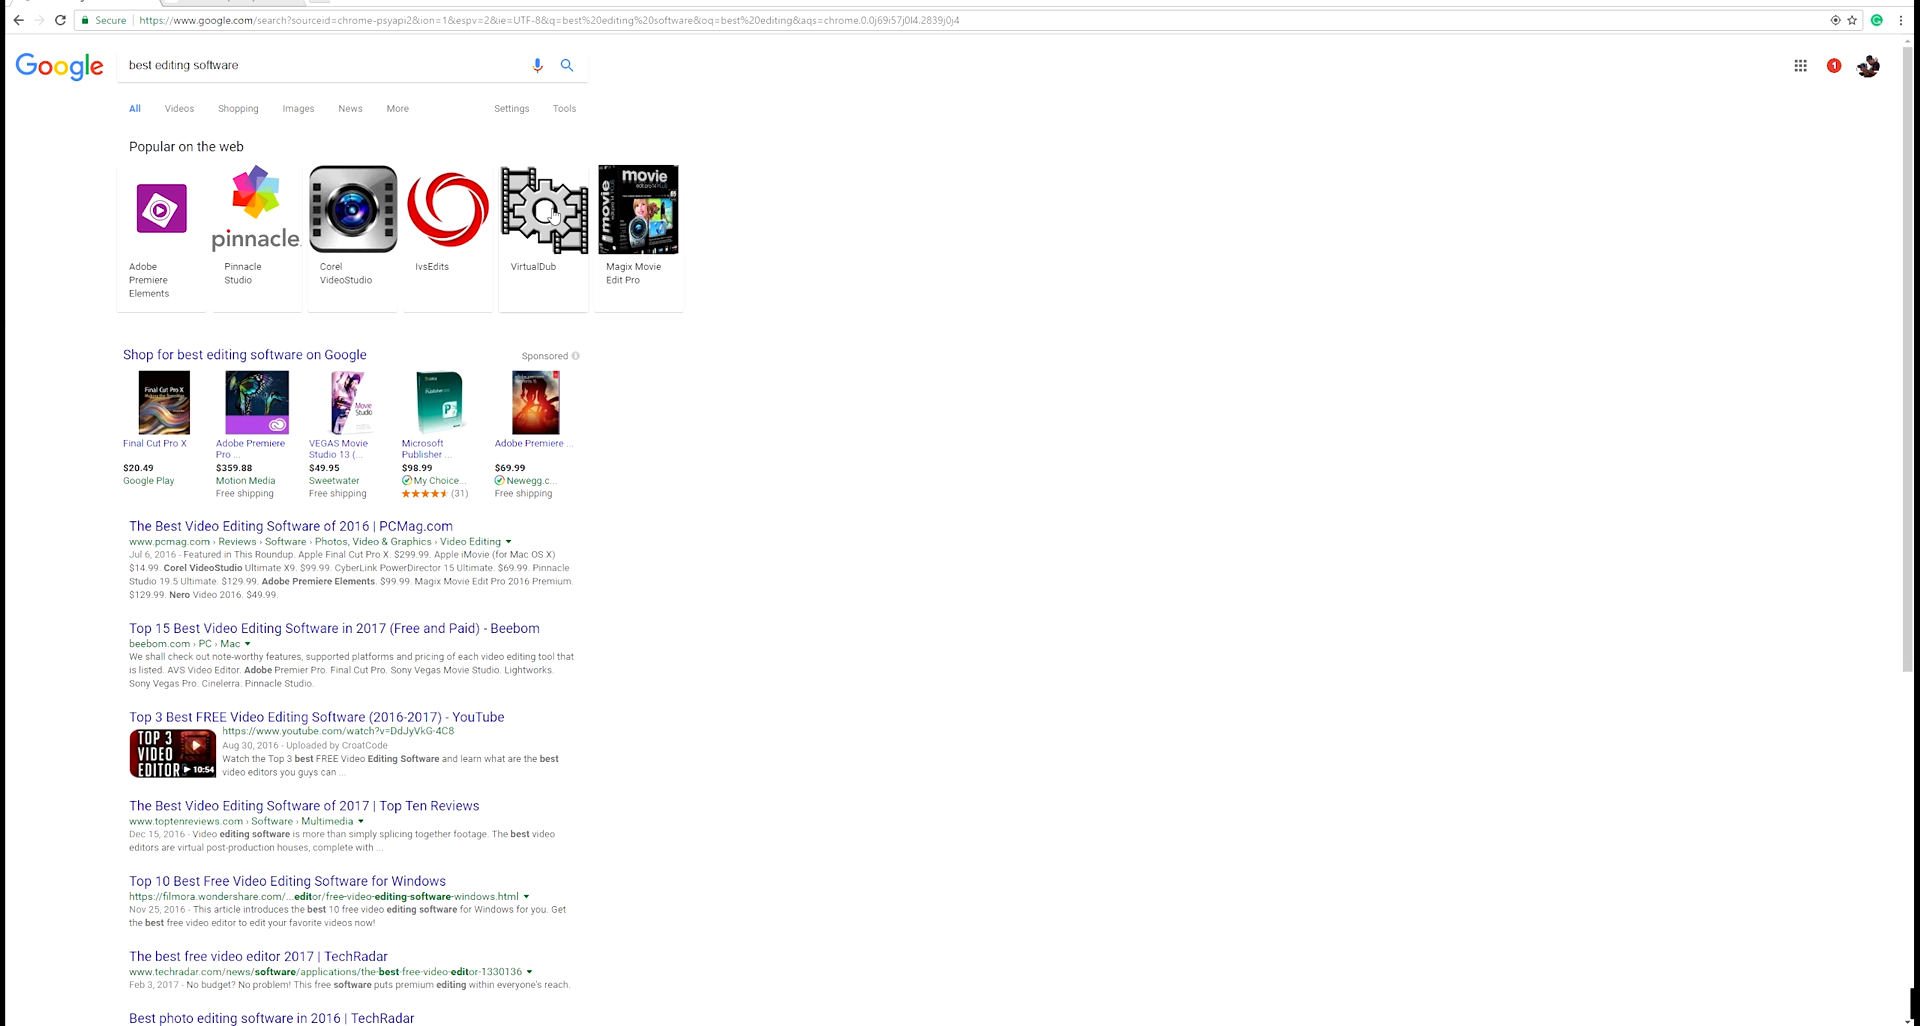 Secure
https://www.google.com/search?sourceid=chrome-psyapi2&ion=1&espv=2&ie=UTF-8&q=best%20editing%20software&oq=best%20editing&aqs=chrome.0.0j69i57j0l4.2839j0j4
Google
best editing software
1
All Videos Shopping Images News More Settings Tools
Popular on the web
pinnacle
movie
Adobe Premiere Elements
Pinnacle Studio
Corel VideoStudio
IvsEdits
VirtualDub
Magix Movie Edit Pro
Shop for best editing software on Google
Sponsored
Final Cut Pro X
Movie Studio
Final Cut Pro X
$20.49
Google Play
Adobe Premiere
Pro ...
$359.88
Motion Media
Free shipping
VEGAS Movie
Studio 13 (...
$49.95
Sweetwater
Free shipping
Microsoft
Publisher ...
$98.99
My Choice...
(31)
Adobe Premiere ...
$69.99
Newegg.c...
Free shipping
The Best Video Editing Software of 2016 | PCMag.com
www.pcmag.com › Reviews › Software › Photos, Video & Graphics › Video Editing
Jul 6, 2016 - Featured in This Roundup. Apple Final Cut Pro X. $299.99. Apple iMovie (for Mac OS X)
$14.99. Corel VideoStudio Ultimate X9. $99.99. CyberLink PowerDirector 15 Ultimate. $69.99. Pinnacle
Studio 19.5 Ultimate. $129.99. Adobe Premiere Elements. $99.99. Magix Movie Edit Pro 2016 Premium.
$129.99. Nero Video 2016. $49.99.
Top 15 Best Video Editing Software in 2017 (Free and Paid) - Beebom
beebom.com › PC › Mac
We shall check out note-worthy features, supported platforms and pricing of each video editing tool that
is listed. AVS Video Editor. Adobe Premier Pro. Final Cut Pro. Sony Vegas Movie Studio. Lightworks.
Sony Vegas Pro. Cinelerra. Pinnacle Studio.
Top 3 Best FREE Video Editing Software (2016-2017) - YouTube
TOP 3
VIDEO
EDITOR
10:54
https://www.youtube.com/watch?v=DdJyVkG-4C8
Aug 30, 2016 - Uploaded by CroatCode
Watch the Top 3 best FREE Video Editing Software and learn what are the best
video editors you guys can ...
The Best Video Editing Software of 2017 | Top Ten Reviews
www.toptenreviews.com › Software › Multimedia
Dec 15, 2016 - Video editing software is more than simply splicing together footage. The best video
editors are virtual post-production houses, complete with ...
Top 10 Best Free Video Editing Software for Windows
https://filmora.wondershare.com/...editor/free-video-editing-software-windows.html
Nov 25, 2016 - This article introduces the best 10 free video editing software for Windows for you. Get
the best free video editor to edit your favorite videos now!
The best free video editor 2017 | TechRadar
www.techradar.com/news/software/applications/the-best-free-video-editor-1330136
Feb 3, 2017 - No budget? No problem! This free software puts premium editing within everyone's reach.
Best photo editing software in 2016 | TechRadar